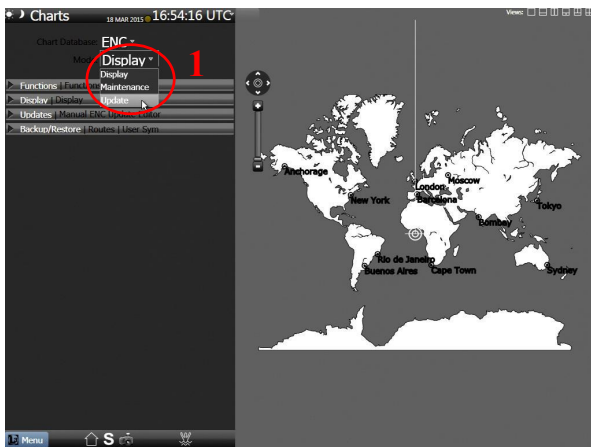 Charts 18 MAR 2015 16:54:16 UTC
Views:
Chart Database: ENC
Mode: Display
1
Display
Maintenance
Update
Functions | Function
Display | Display
Updates | Manual ENC Update Editor
Backup/Restore | Routes | User Sym
Anchorage
Moscow
London
New York
Barcelona
Tokyo
Bombay
Rio de Janeiro
Buenos Aires
Cape Town
Sydney
Menu
S